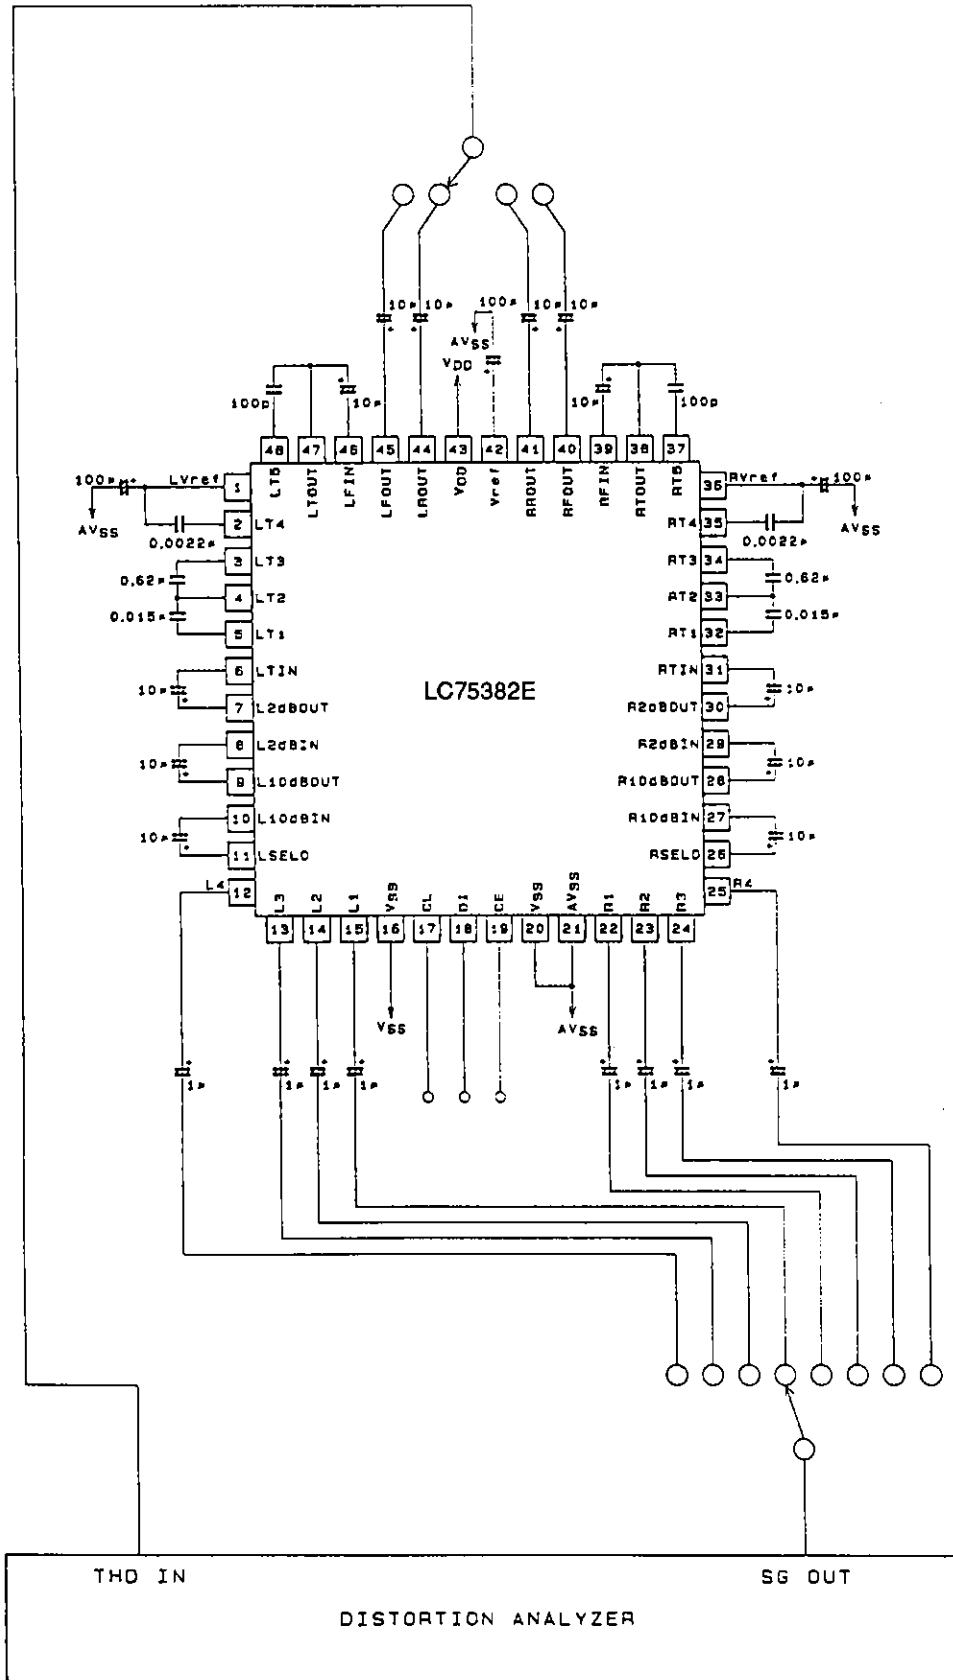 10µ 10µ 100µ 10µ 10µ
AVSS
VDD
100p 10µ 10µ 100p
48 47 46 45 44 43 42 41 40 39 38 37
LT5 LTOUT LFIN LFOUT LROUT VDD Vref RROUT RFOUT RFIN RTOUT RT5
100µ LVref 1 36 RVref 100µ
AVSS 2 LT4 RT4 35 AVSS
0.0022µ 0.0022µ
3 LT3 RT3 34
0.62µ 0.62µ
4 LT2 RT2 33
0.015µ 0.015µ
5 LT1 RT1 32
6 LTIN RTIN 31
10µ LC75382E 10µ
7 L2dBOUT R2dBOUT 30
8 L2dBIN R2dBIN 29
10µ 10µ
9 L10dBOUT R10dBOUT 28
10 L10dBIN R10dBIN 27
10µ 10µ
11 LSELO RSELO 26
L4 12 25 R4
L3 L2 L1 VSS CL DI CE VSS AVSS R1 R2 R3
13 14 15 16 17 18 19 20 21 22 23 24
VSS AVSS
1µ 1µ 1µ 1µ 1µ 1µ 1µ 1µ
THD IN SG OUT
DISTORTION ANALYZER